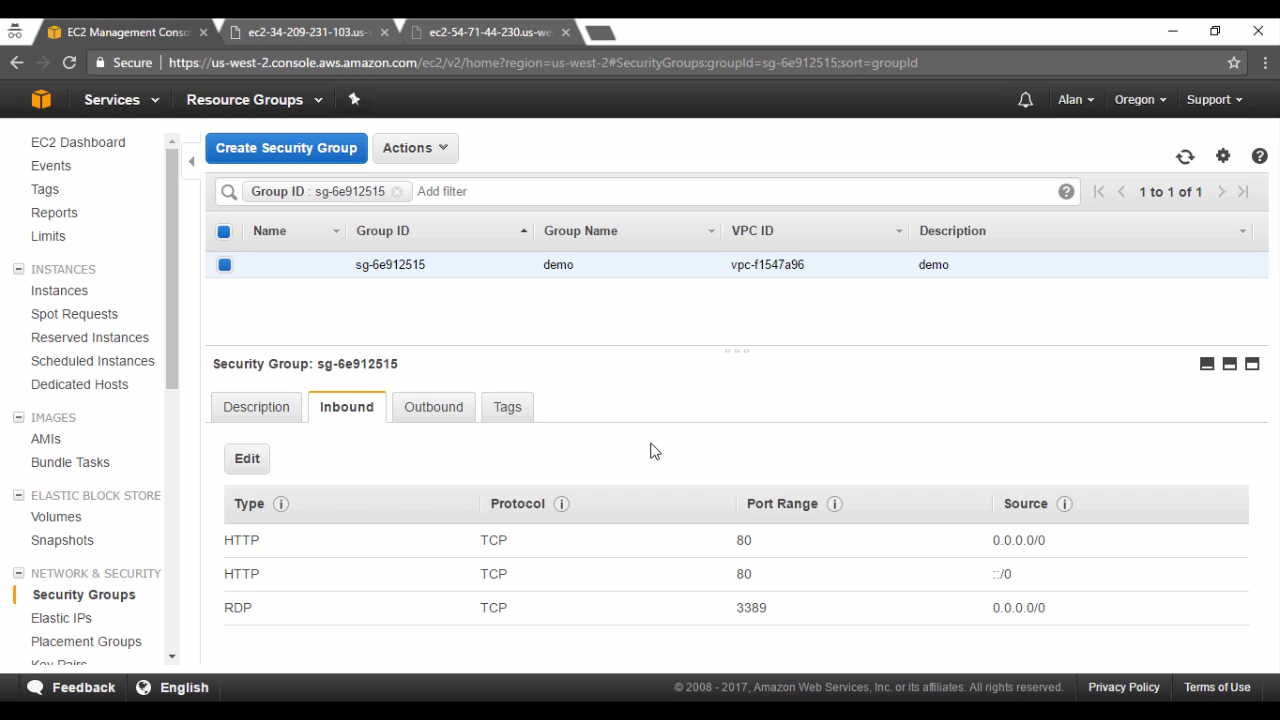 EC2 Management Conso
ec2-34-209-231-103.us-
ec2-54-71-44-230.us-we
Secure
https://us-west-2.console.aws.amazon.com/ec2/v2/home?region=us-west-2#SecurityGroups:groupId=sg-6e912515;sort=groupId
Services
Resource Groups
Alan
Oregon
Support
EC2 Dashboard
Events
Tags
Reports
Limits
INSTANCES
Instances
Spot Requests
Reserved Instances
Scheduled Instances
Dedicated Hosts
IMAGES
AMIs
Bundle Tasks
ELASTIC BLOCK STORE
Volumes
Snapshots
NETWORK & SECURITY
Security Groups
Elastic IPs
Placement Groups
Key Pairs
Create Security Group
Actions
Group ID : sg-6e912515
Add filter
1 to 1 of 1
Name Group ID Group Name VPC ID Description
sg-6e912515 demo vpc-f1547a96 demo
Security Group: sg-6e912515
Description Inbound Outbound Tags
Edit
Type Protocol Port Range Source
HTTP TCP 80 0.0.0.0/0
HTTP TCP 80 ::/0
RDP TCP 3389 0.0.0.0/0
Feedback
English
© 2008 - 2017, Amazon Web Services, Inc. or its affiliates. All rights reserved.
Privacy Policy
Terms of Use